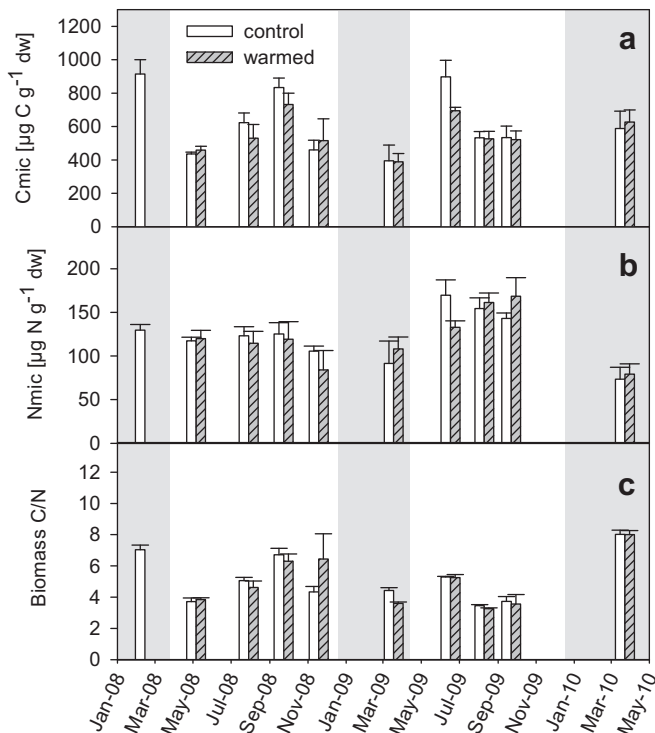 control
warmed
a
Cmic [µg C g-1 dw]
1200
1000
800
600
400
200
0
b
Nmic [µg N g-1 dw]
200
150
100
50
0
c
Biomass C/N
12
10
8
6
4
2
0
Jan-08
Mar-08
May-08
Jul-08
Sep-08
Nov-08
Jan-09
Mar-09
May-09
Jul-09
Sep-09
Nov-09
Jan-10
Mar-10
May-10